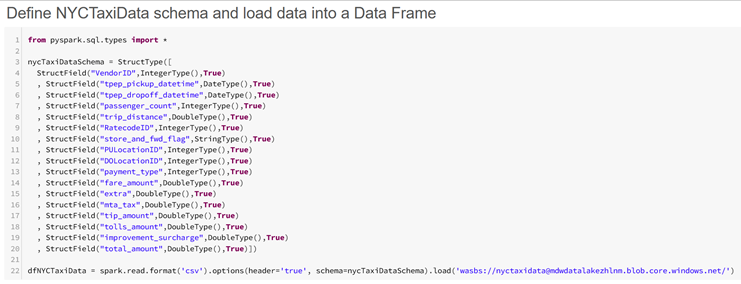 Define NYCTaxiData schema and load data into a Data Frame
1 from pyspark.sql.types import *
2
3 nycTaxiDataSchema = StructType([
4 StructField("VendorID",IntegerType(),True)
5 , StructField("tpep_pickup_datetime",DateType(),True)
6 , StructField("tpep_dropoff_datetime",DateType(),True)
7 , StructField("passenger_count",IntegerType(),True)
8 , StructField("trip_distance",DoubleType(),True)
9 , StructField("RatecodeID",IntegerType(),True)
10 , StructField("store_and_fwd_flag",StringType(),True)
11 , StructField("PULocationID",IntegerType(),True)
12 , StructField("DOLocationID",IntegerType(),True)
13 , StructField("payment_type",IntegerType(),True)
14 , StructField("fare_amount",DoubleType(),True)
15 , StructField("extra",DoubleType(),True)
16 , StructField("mta_tax",DoubleType(),True)
17 , StructField("tip_amount",DoubleType(),True)
18 , StructField("tolls_amount",DoubleType(),True)
19 , StructField("improvement_surcharge",DoubleType(),True)
20 , StructField("total_amount",DoubleType(),True)])
21
22 dfNYCTaxiData = spark.read.format('csv').options(header='true', schema=nycTaxiDataSchema).load('wasbs://nyctaxidata@mdwdatalakezhlnm.blob.core.windows.net/')